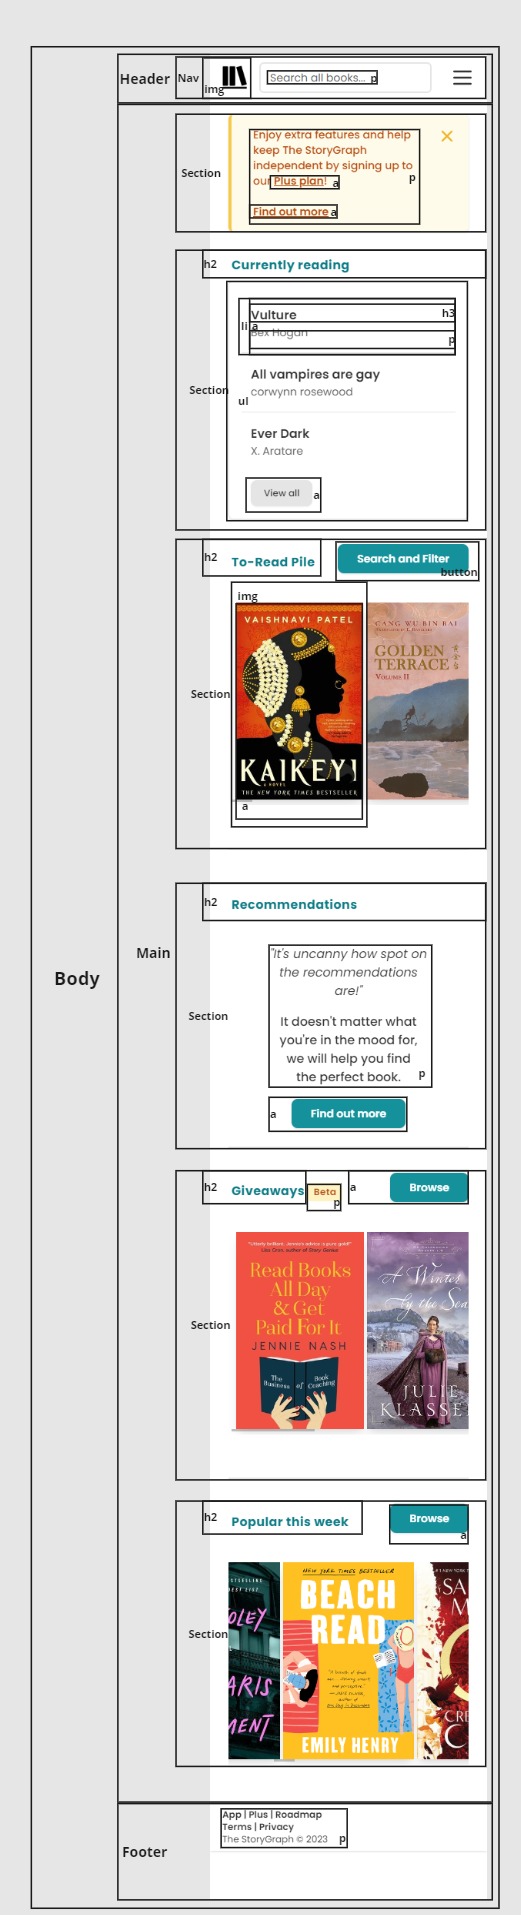 Header
Nav
img
Search all books...
p
Section
Enjoy extra features and help
keep The StoryGraph
independent by signing up to
our Plus plan!
a
p
Find out more
a
h2
Currently reading
Section
li
a
Vulture
h3
Bex Hogan
p
All vampires are gay
corwynn rosewood
ul
Ever Dark
X. Aratare
View all
a
h2
To-Read Pile
Search and Filter
button
img
Section
VAISHNAVI PATEL
KAIKEYI
A NOVEL
THE NEW YORK TIMES BESTSELLER
a
CANG WU BIN BAI
GOLDEN
TERRACE
VOLUME II
Body
Main
h2
Recommendations
Section
"It's uncanny how spot on
the recommendations
are!"
It doesn't matter what
you're in the mood for,
we will help you find
the perfect book.
p
a
Find out more
h2
Giveaways
Beta
p
a
Browse
Section
Read Books
All Day
& Get
Paid For It
JENNIE NASH
The Business of Book Coaching
A Winter
by the Sea
JULIE
KLASSE
h2
Popular this week
Browse
a
Section
OLEY
ARIS
MENT
NEW YORK TIMES BESTSELLER
BEACH
READ
EMILY HENRY
SA
M
CRE
C
Footer
App | Plus | Roadmap
Terms | Privacy
The StoryGraph © 2023
p